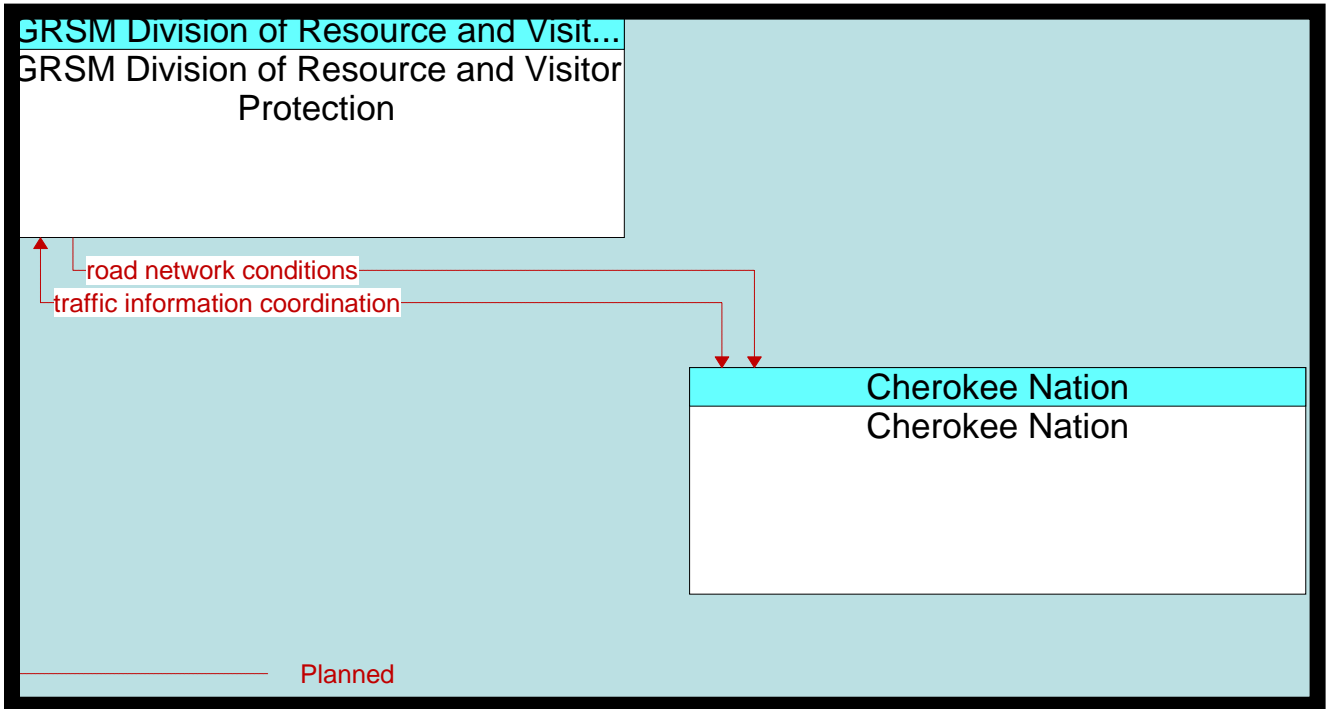 GRSM Division of Resource and Visit...
GRSM Division of Resource and Visitor
Protection
road network conditions
traffic information coordination
Cherokee Nation
Cherokee Nation
Planned